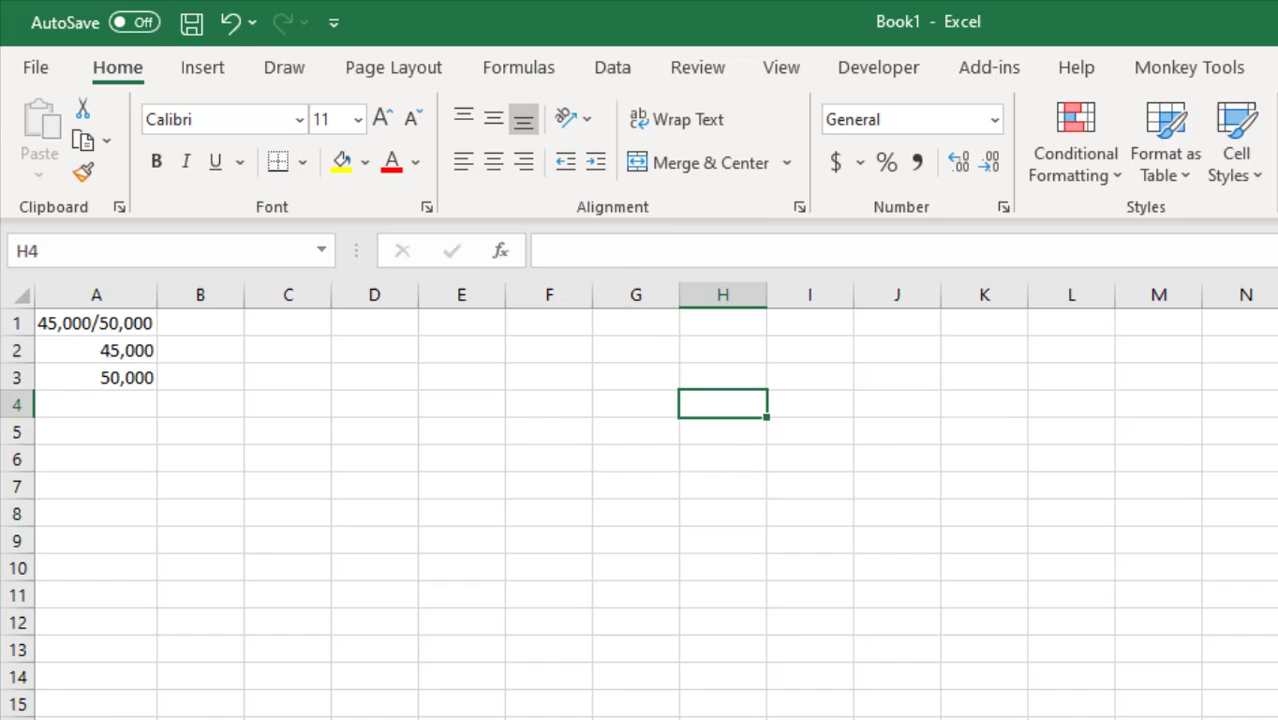 AutoSave Off Book1 - Excel
File Home Insert Draw Page Layout Formulas Data Review View Developer Add-ins Help Monkey Tools
Paste
Clipboard
Calibri 11
B I U A
Font
ab Wrap Text
Merge & Center
Alignment
General
$ % 9
Number
Conditional Formatting
Format as Table
Cell Styles
Styles
H4 fx
A B C D E F G H I J K L M N
1 45,000/50,000
2 45,000
3 50,000
4
5
6
7
8
9
10
11
12
13
14
15